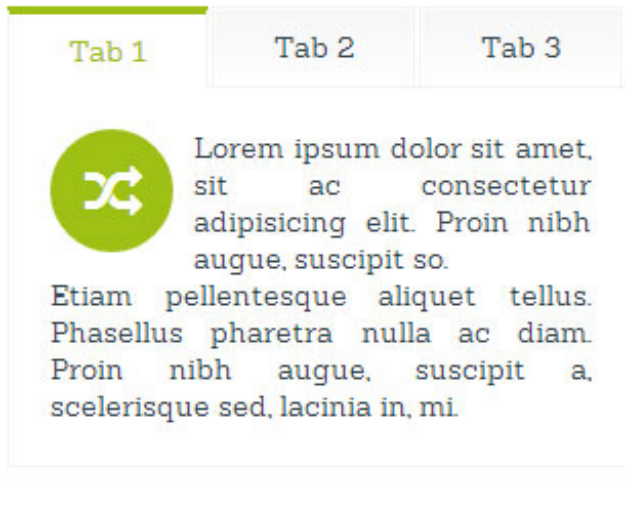 Tab 1 Tab 2 Tab 3
Lorem ipsum dolor sit amet,
sit ac consectetur
adipisicing elit. Proin nibh
augue, suscipit so.
Etiam pellentesque aliquet tellus.
Phasellus pharetra nulla ac diam.
Proin nibh augue, suscipit a,
scelerisque sed, lacinia in, mi.